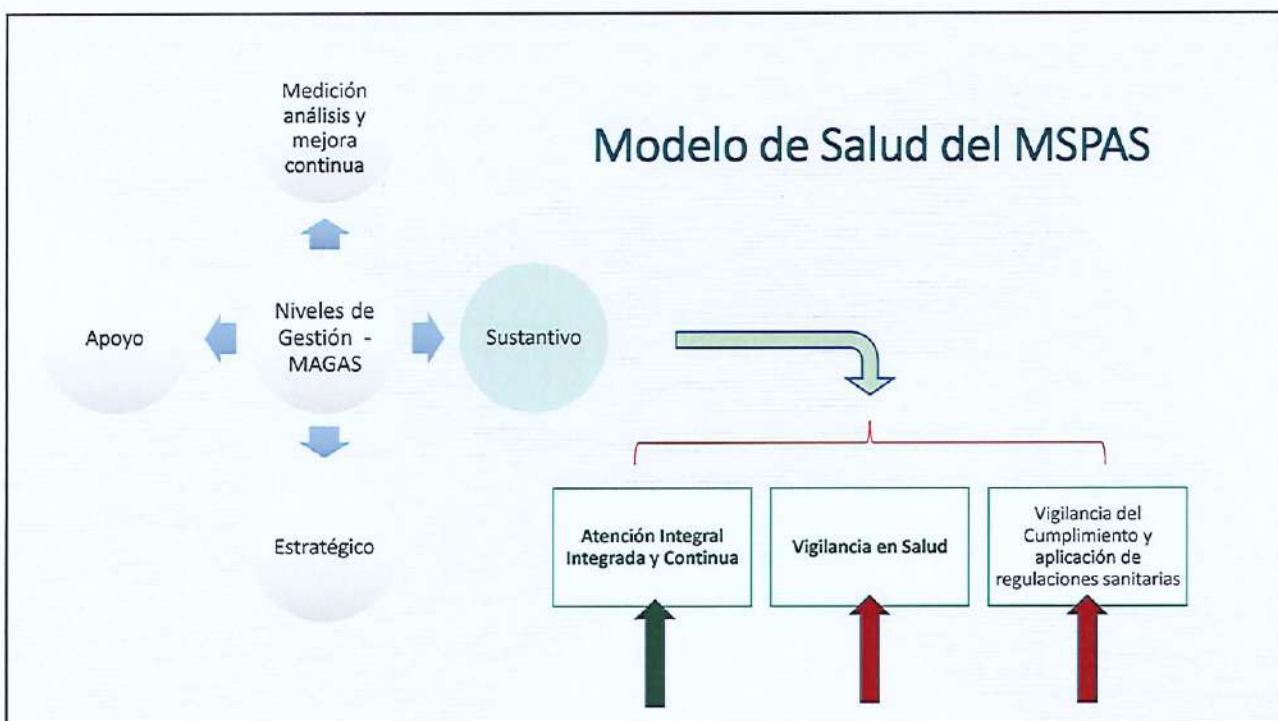 Modelo de Salud del MSPAS
Medición
análisis y
mejora
continua
Apoyo
Niveles de
Gestión -
MAGAS
Sustantivo
Estratégico
Atención Integral
Integrada y Continua
Vigilancia en Salud
Vigilancia del
Cumplimiento y
aplicación de
regulaciones sanitarias